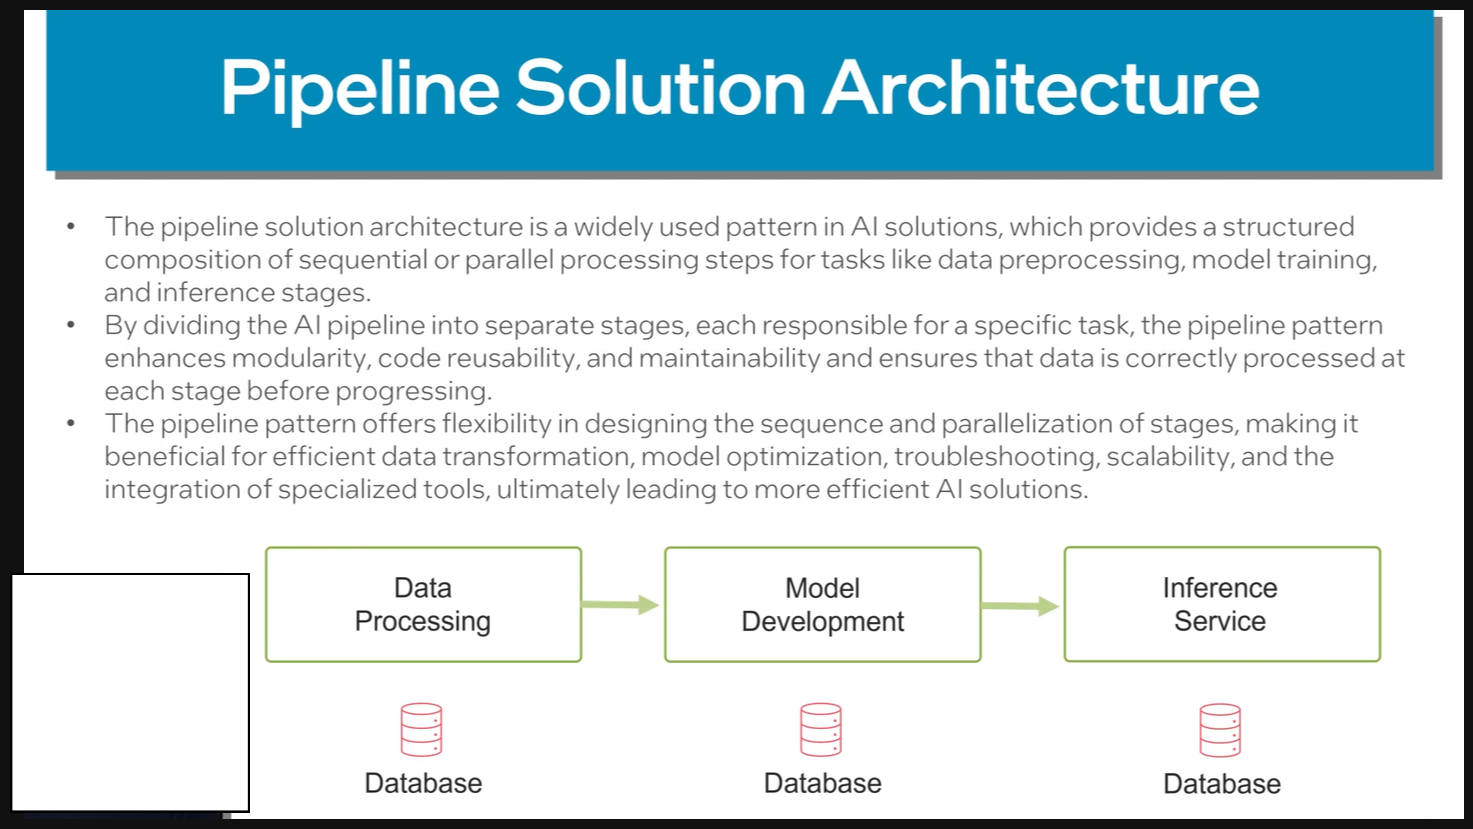 Pipeline Solution Architecture
• The pipeline solution architecture is a widely used pattern in AI solutions, which provides a structured
composition of sequential or parallel processing steps for tasks like data preprocessing, model training,
and inference stages.
• By dividing the AI pipeline into separate stages, each responsible for a specific task, the pipeline pattern
enhances modularity, code reusability, and maintainability and ensures that data is correctly processed at
each stage before progressing.
• The pipeline pattern offers flexibility in designing the sequence and parallelization of stages, making it
beneficial for efficient data transformation, model optimization, troubleshooting, scalability, and the
integration of specialized tools, ultimately leading to more efficient AI solutions.
Data
Processing
Model
Development
Inference
Service
Database
Database
Database